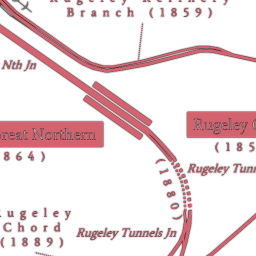 Rugeley Refinery
Branch (1859)
Nth Jn
Great Northern
1864)
Rugeley
(185
Rugeley Tunn
(1880)
Rugeley
Chord
(1889)
Rugeley Tunnels Jn